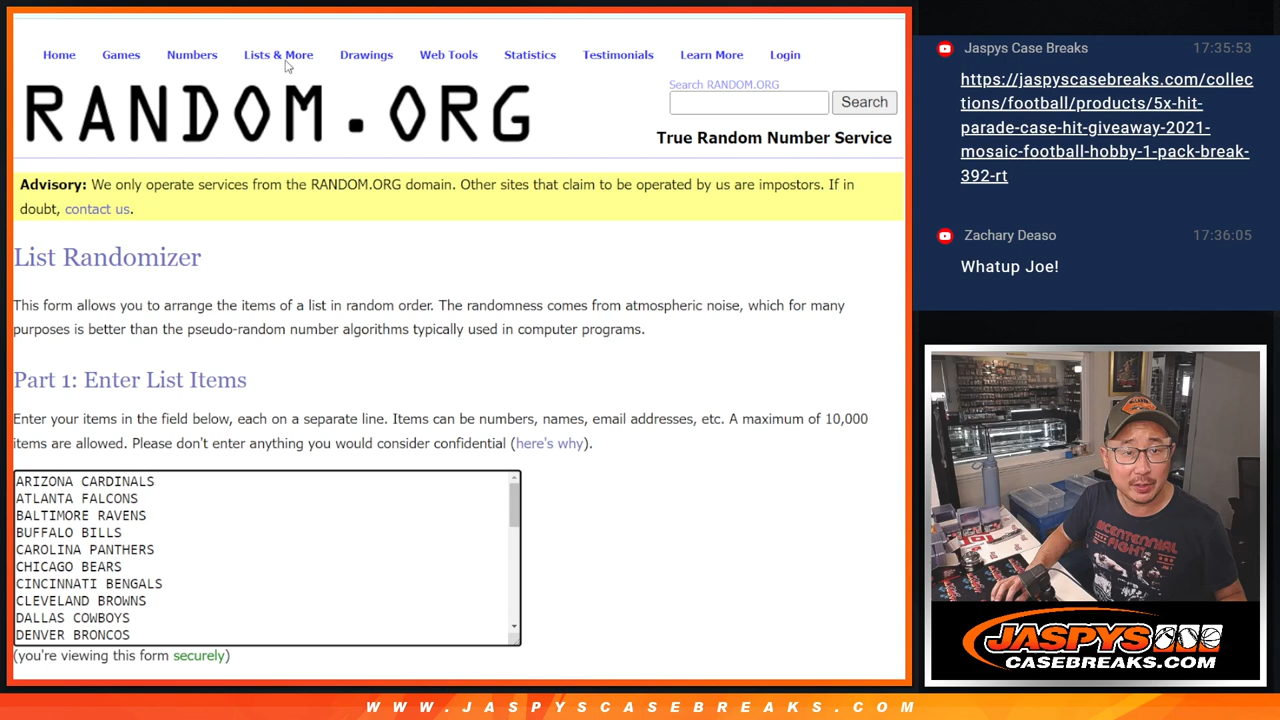 Home Games Numbers Lists & More Drawings Web Tools Statistics Testimonials Learn More Login
RANDOM.ORG
Search RANDOM.ORG
Search
True Random Number Service
Advisory: We only operate services from the RANDOM.ORG domain. Other sites that claim to be operated by us are impostors. If in
doubt, contact us.
List Randomizer
This form allows you to arrange the items of a list in random order. The randomness comes from atmospheric noise, which for many
purposes is better than the pseudo-random number algorithms typically used in computer programs.
Part 1: Enter List Items
Enter your items in the field below, each on a separate line. Items can be numbers, names, email addresses, etc. A maximum of 10,000
items are allowed. Please don't enter anything you would consider confidential (here's why).
ARIZONA CARDINALS
ATLANTA FALCONS
BALTIMORE RAVENS
BUFFALO BILLS
CAROLINA PANTHERS
CHICAGO BEARS
CINCINNATI BENGALS
CLEVELAND BROWNS
DALLAS COWBOYS
DENVER BRONCOS
(you're viewing this form securely)
Jaspys Case Breaks 17:35:53
https://jaspyscasebreaks.com/collec
tions/football/products/5x-hit-
parade-case-hit-giveaway-2021-
mosaic-football-hobby-1-pack-break-
392-rt
Zachary Deaso 17:36:05
Whatup Joe!
BICENTENNIAL
FIGHT
JASPYS
CASEBREAKS.COM
WWW.JASPYSCASEBREAKS.COM